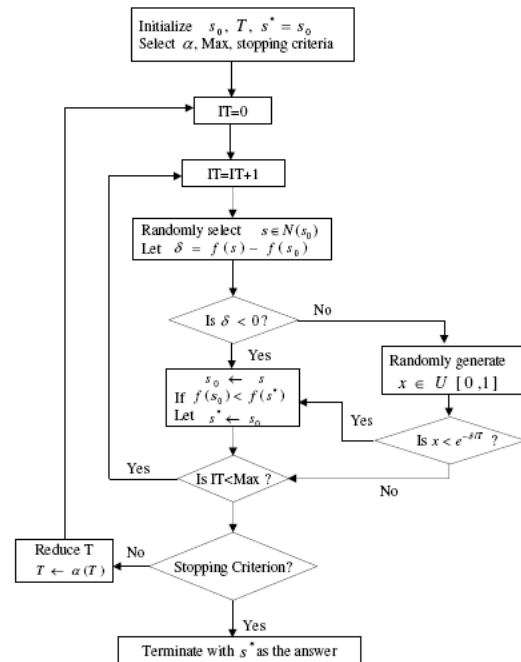 Initialize s₀, T, s* = s₀
Select α, Max, stopping criteria
IT=0
IT=IT+1
Randomly select s ∈ N(s₀)
Let δ = f(s) − f(s₀)
Is δ < 0?
No
Yes
Randomly generate
x ∈ U [0,1]
s₀ ← s
If f(s₀) < f(s*)
Let s* ← s₀
Yes
Is x < e^{−δ/T} ?
Yes
Is IT<Max ?
No
Reduce T
T ← α(T)
No
Stopping Criterion?
Yes
Terminate with s* as the answer